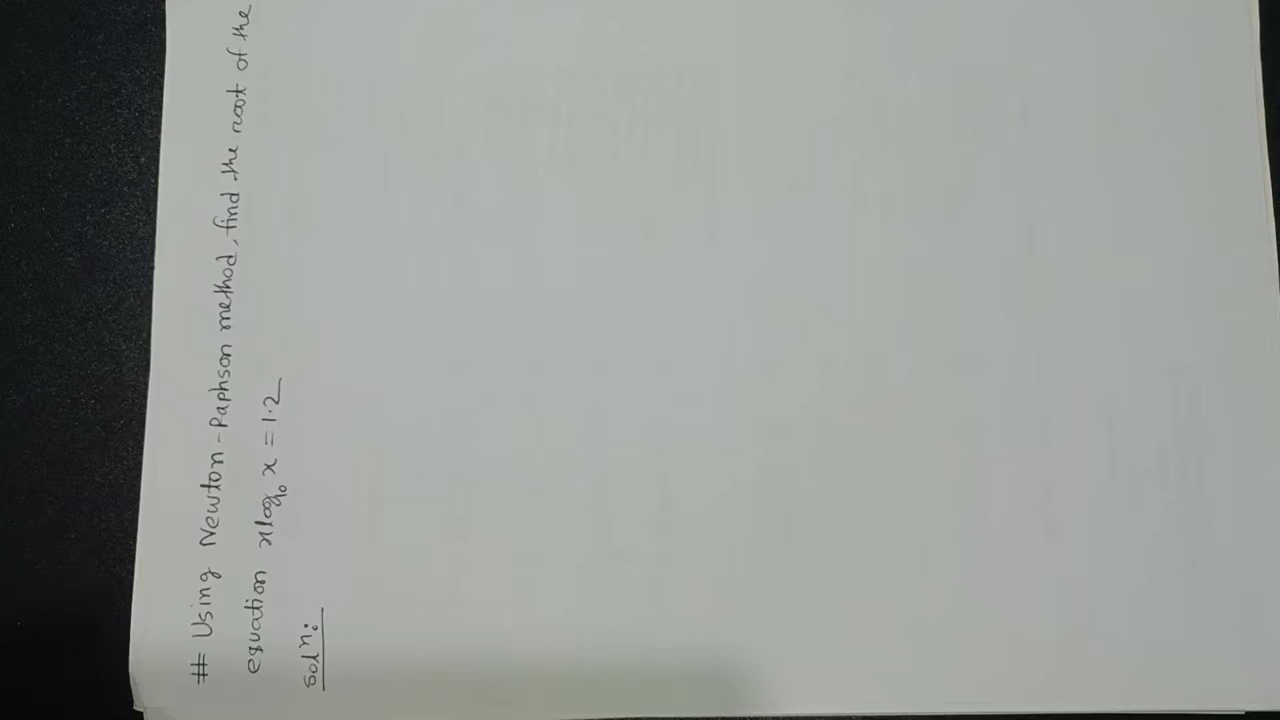 # Using Newton-Raphson method, find the root of the
equation x log₁₀ x = 1.2
Solⁿ: